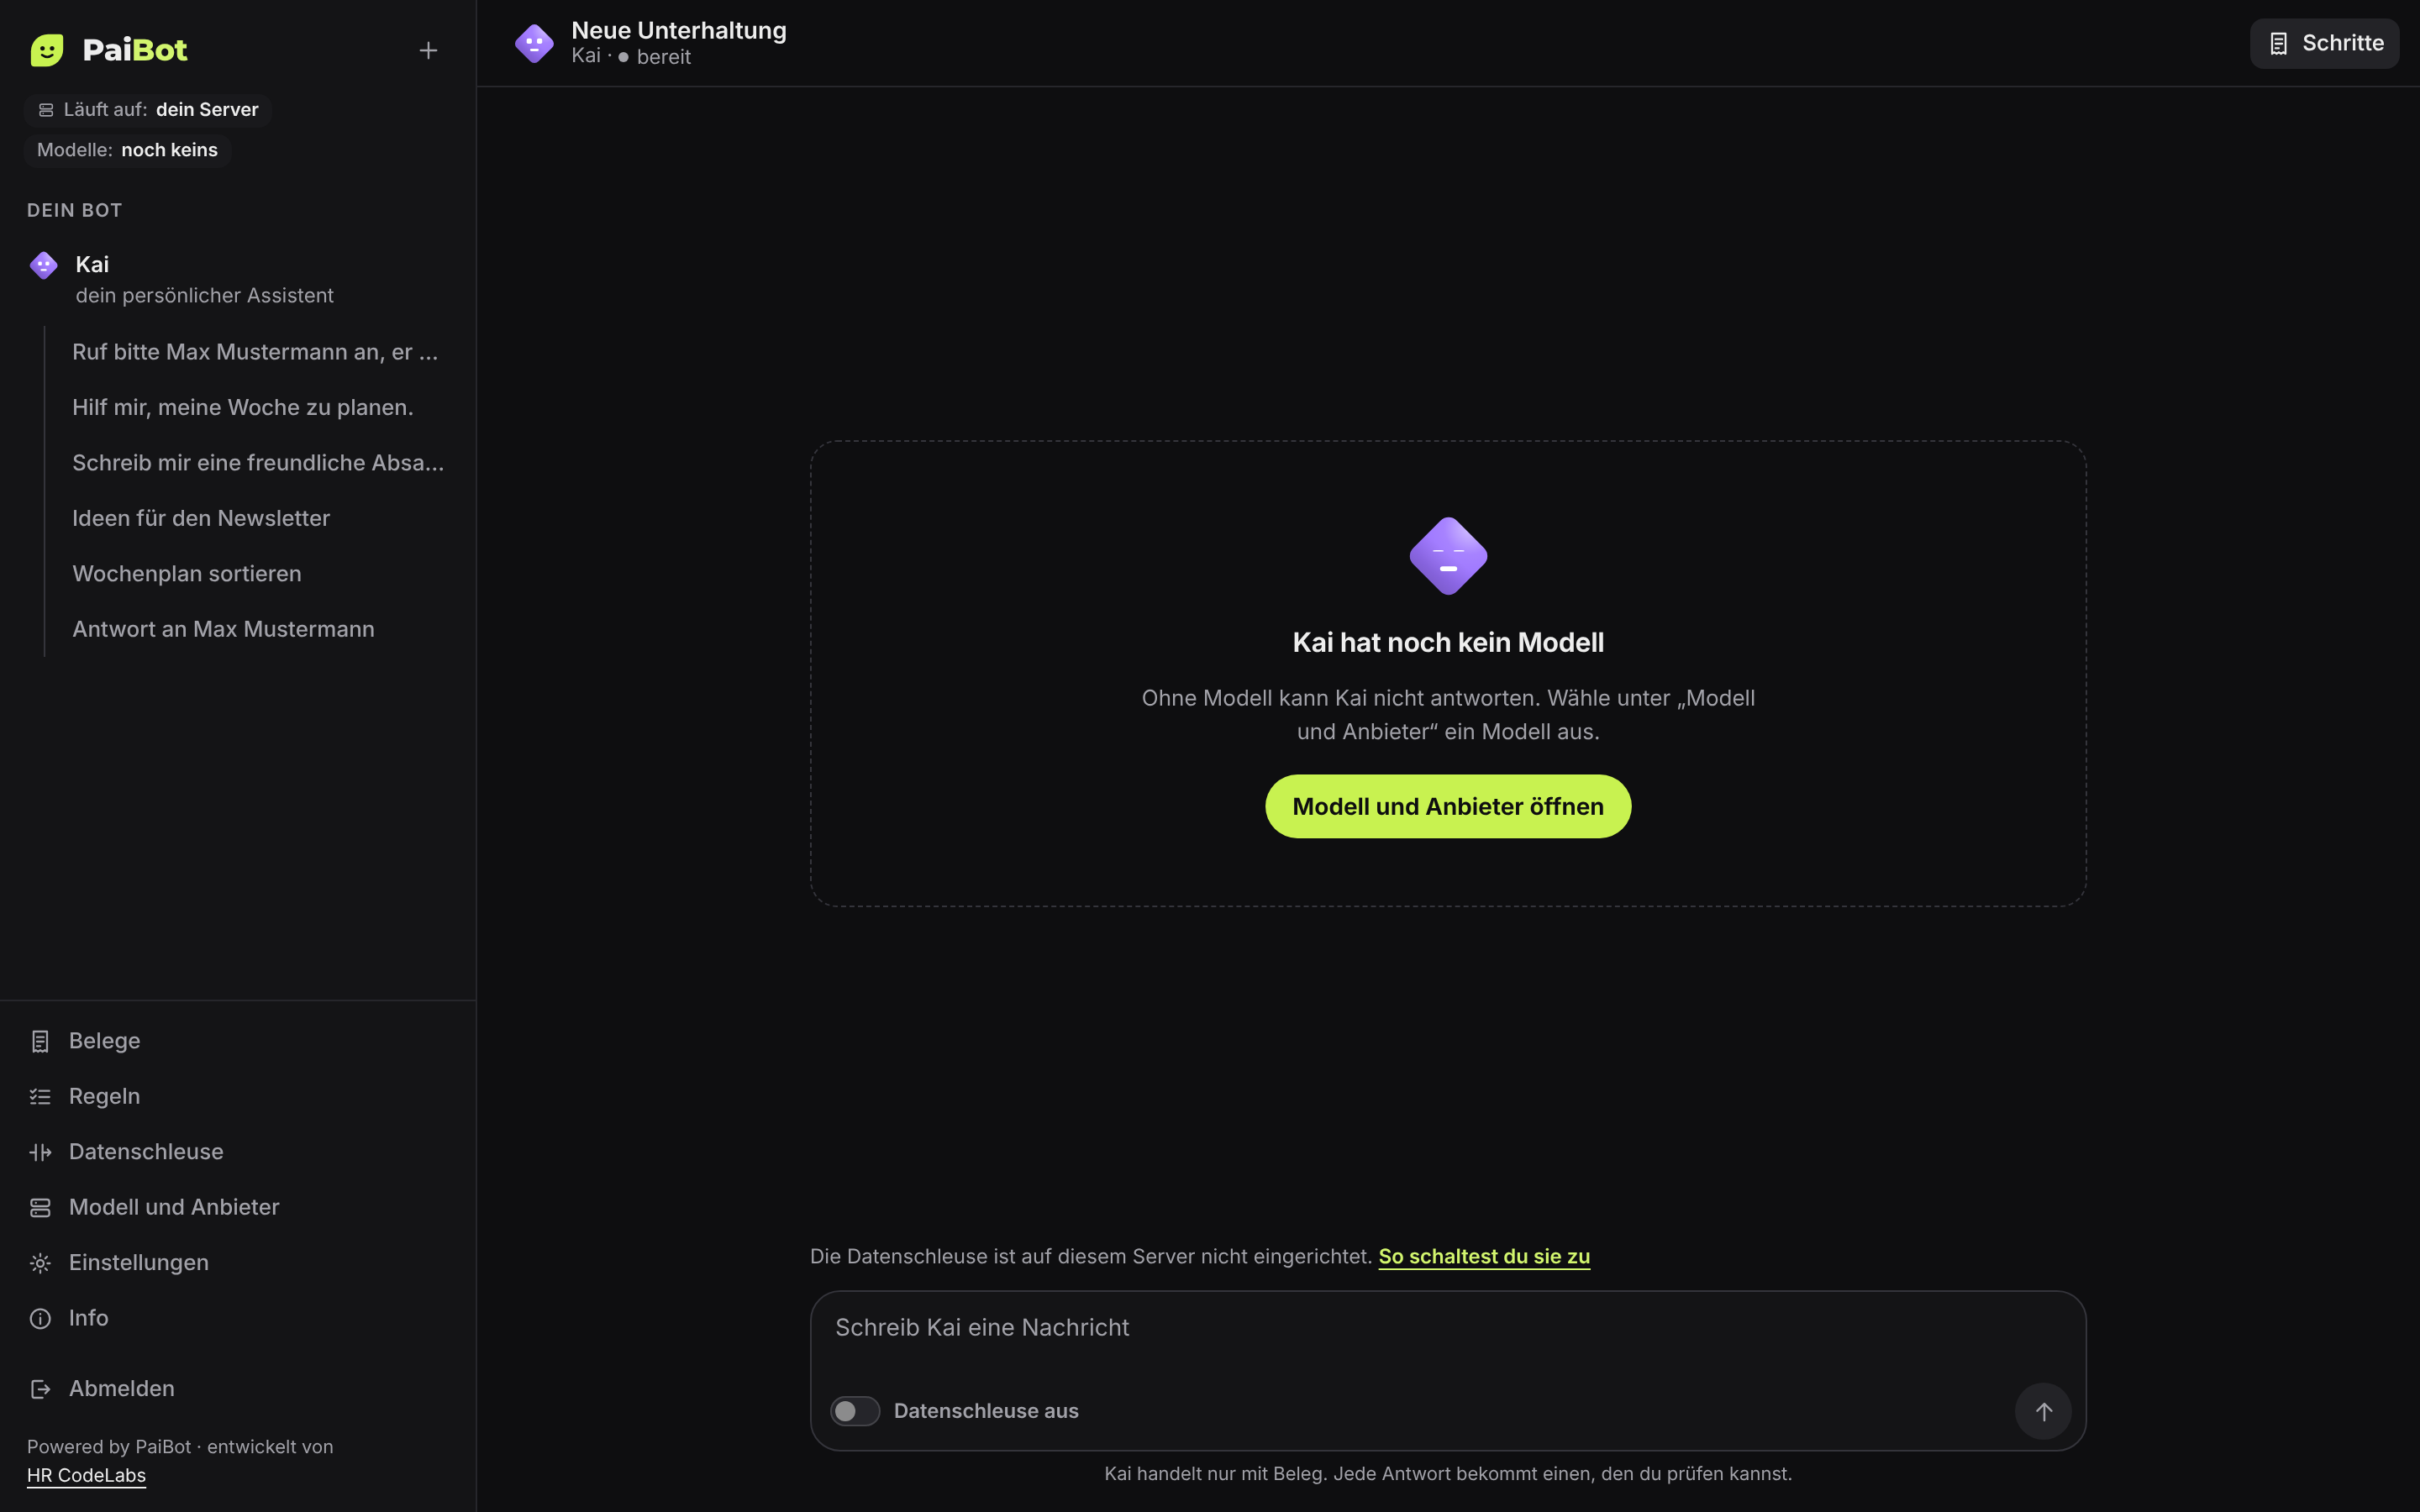 PaiBot
Läuft auf: dein Server
Modelle: noch keins
DEIN BOT
Kai
dein persönlicher Assistent
Ruf bitte Max Mustermann an, er ...
Hilf mir, meine Woche zu planen.
Schreib mir eine freundliche Absa...
Ideen für den Newsletter
Wochenplan sortieren
Antwort an Max Mustermann
Belege
Regeln
Datenschleuse
Modell und Anbieter
Einstellungen
Info
Abmelden
Powered by PaiBot · entwickelt von
HR CodeLabs
Neue Unterhaltung
Kai · ● bereit
Schritte
Kai hat noch kein Modell
Ohne Modell kann Kai nicht antworten. Wähle unter „Modell
und Anbieter“ ein Modell aus.
Modell und Anbieter öffnen
Die Datenschleuse ist auf diesem Server nicht eingerichtet. So schaltest du sie zu
Schreib Kai eine Nachricht
Datenschleuse aus
Kai handelt nur mit Beleg. Jede Antwort bekommt einen, den du prüfen kannst.